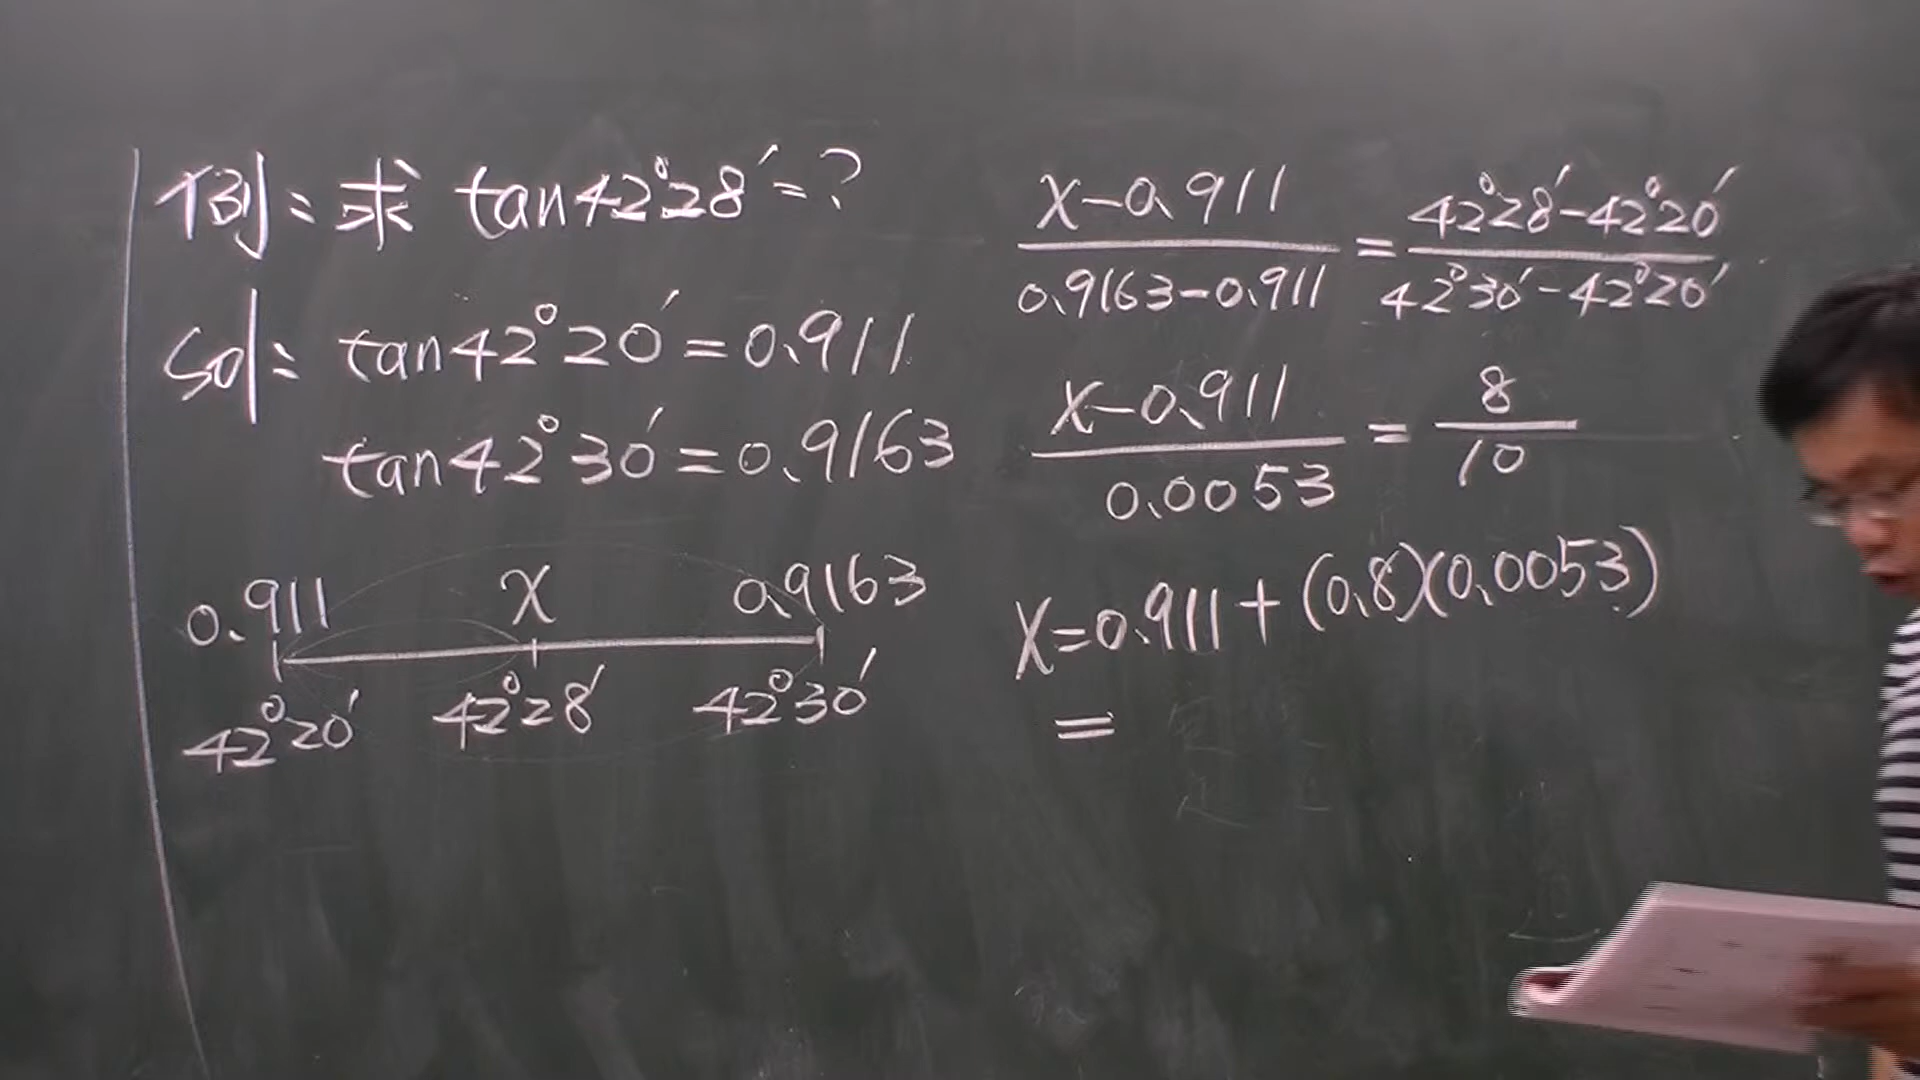 例:求 tan42°28′=?
Sol: tan42°20′=0.911
tan42°30′=0.9163
0.911 x 0.9163
42°20′ 42°28′ 42°30′
x-0.911 / 0.9163-0.911 = 42°28′-42°20′ / 42°30′-42°20′
x-0.911 / 0.0053 = 8 / 10
x=0.911+(0.8)(0.0053)
=